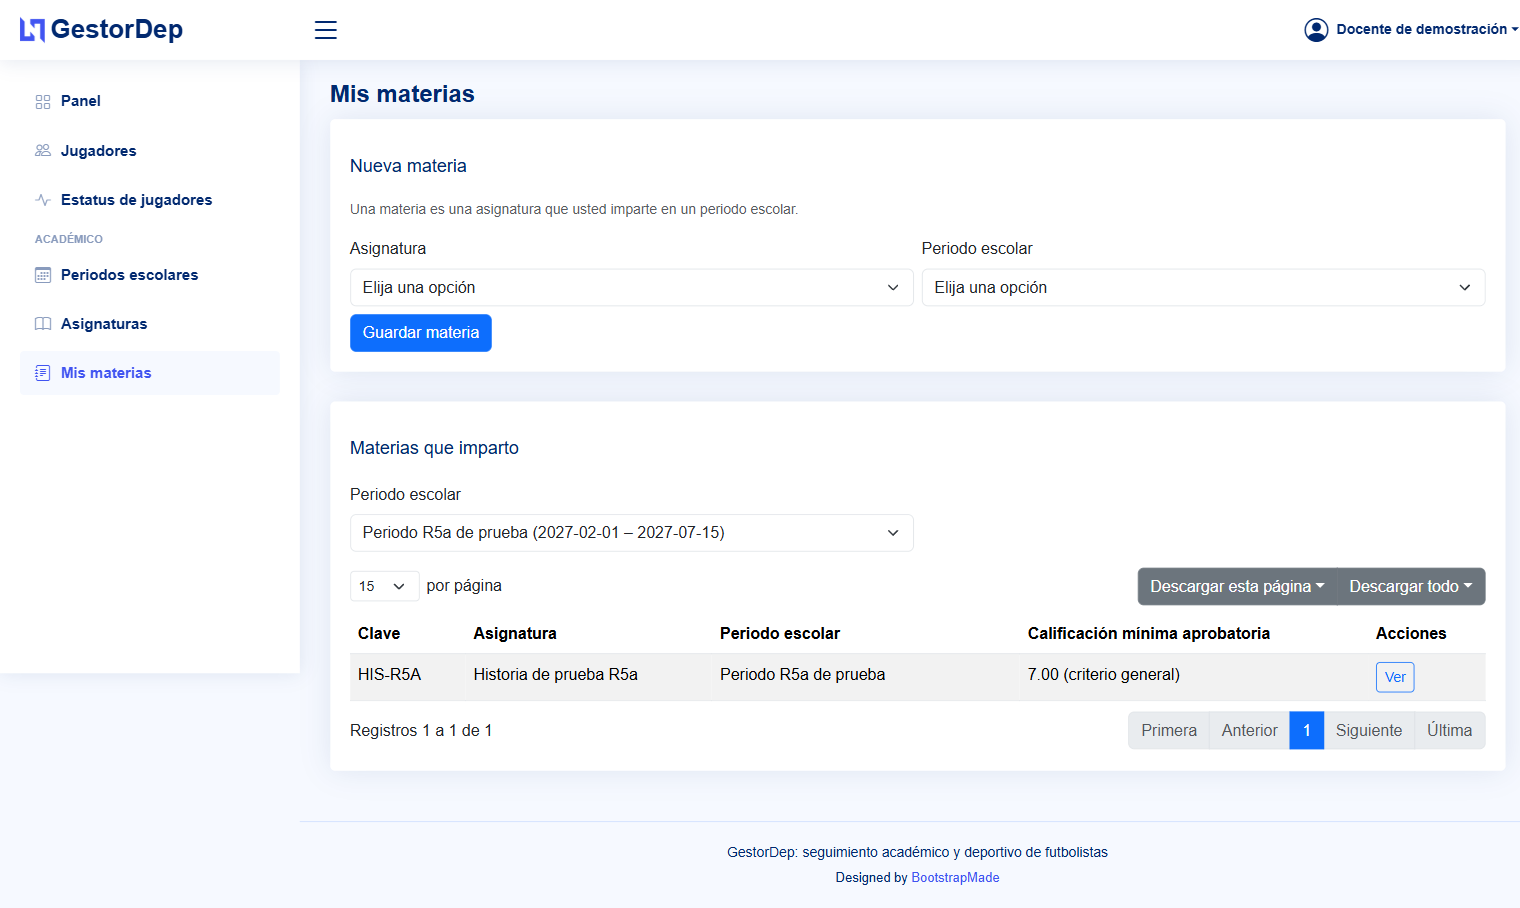 GestorDep
Docente de demostración
Panel
Jugadores
Estatus de jugadores
ACADÉMICO
Periodos escolares
Asignaturas
Mis materias
Mis materias
Nueva materia
Una materia es una asignatura que usted imparte en un periodo escolar.
Asignatura Periodo escolar
Elija una opción Elija una opción
Guardar materia
Materias que imparto
Periodo escolar
Periodo R5a de prueba (2027-02-01 – 2027-07-15)
15 por página Descargar esta página Descargar todo
Clave Asignatura Periodo escolar Calificación mínima aprobatoria Acciones
HIS-R5A Historia de prueba R5a Periodo R5a de prueba 7.00 (criterio general) Ver
Registros 1 a 1 de 1 Primera Anterior 1 Siguiente Última
GestorDep: seguimiento académico y deportivo de futbolistas
Designed by BootstrapMade